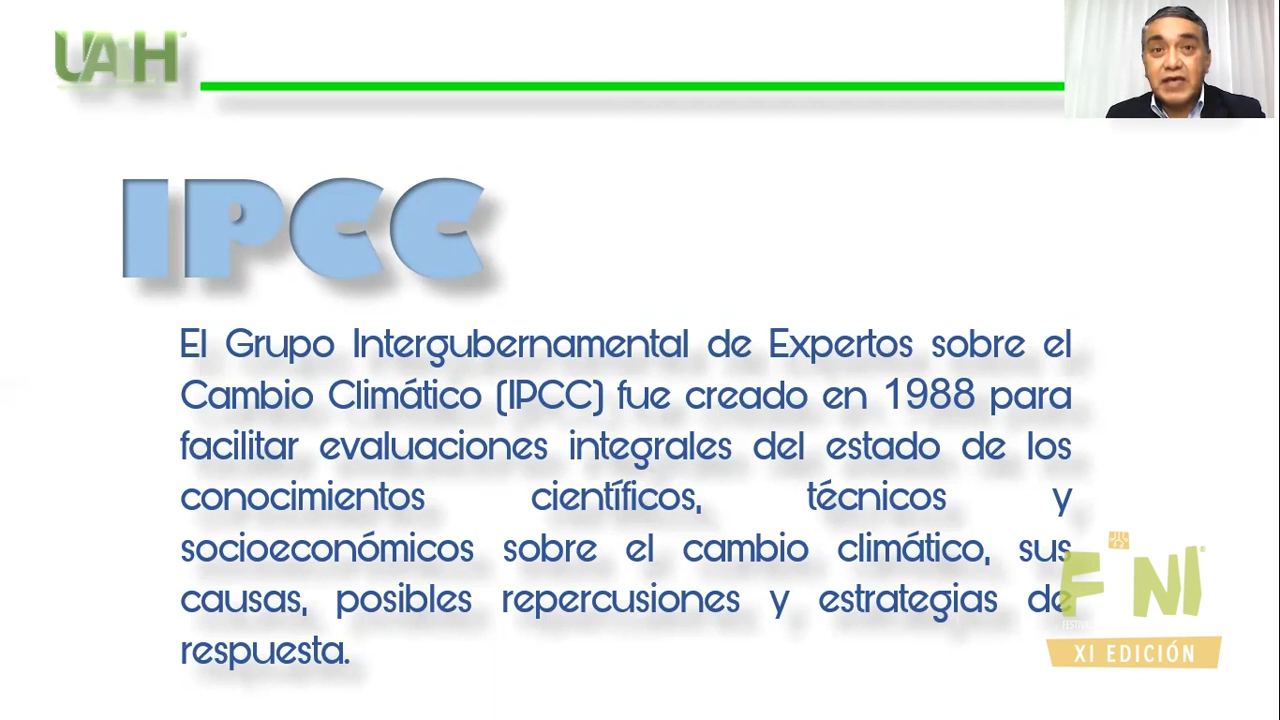 UAH
IPCC
El Grupo Intergubernamental de Expertos sobre el
Cambio Climático (IPCC) fue creado en 1988 para
facilitar evaluaciones integrales del estado de los
conocimientos científicos, técnicos y
socioeconómicos sobre el cambio climático, sus
causas, posibles repercusiones y estrategias de
respuesta.
FINI
FESTIVAL
XI EDICIÓN